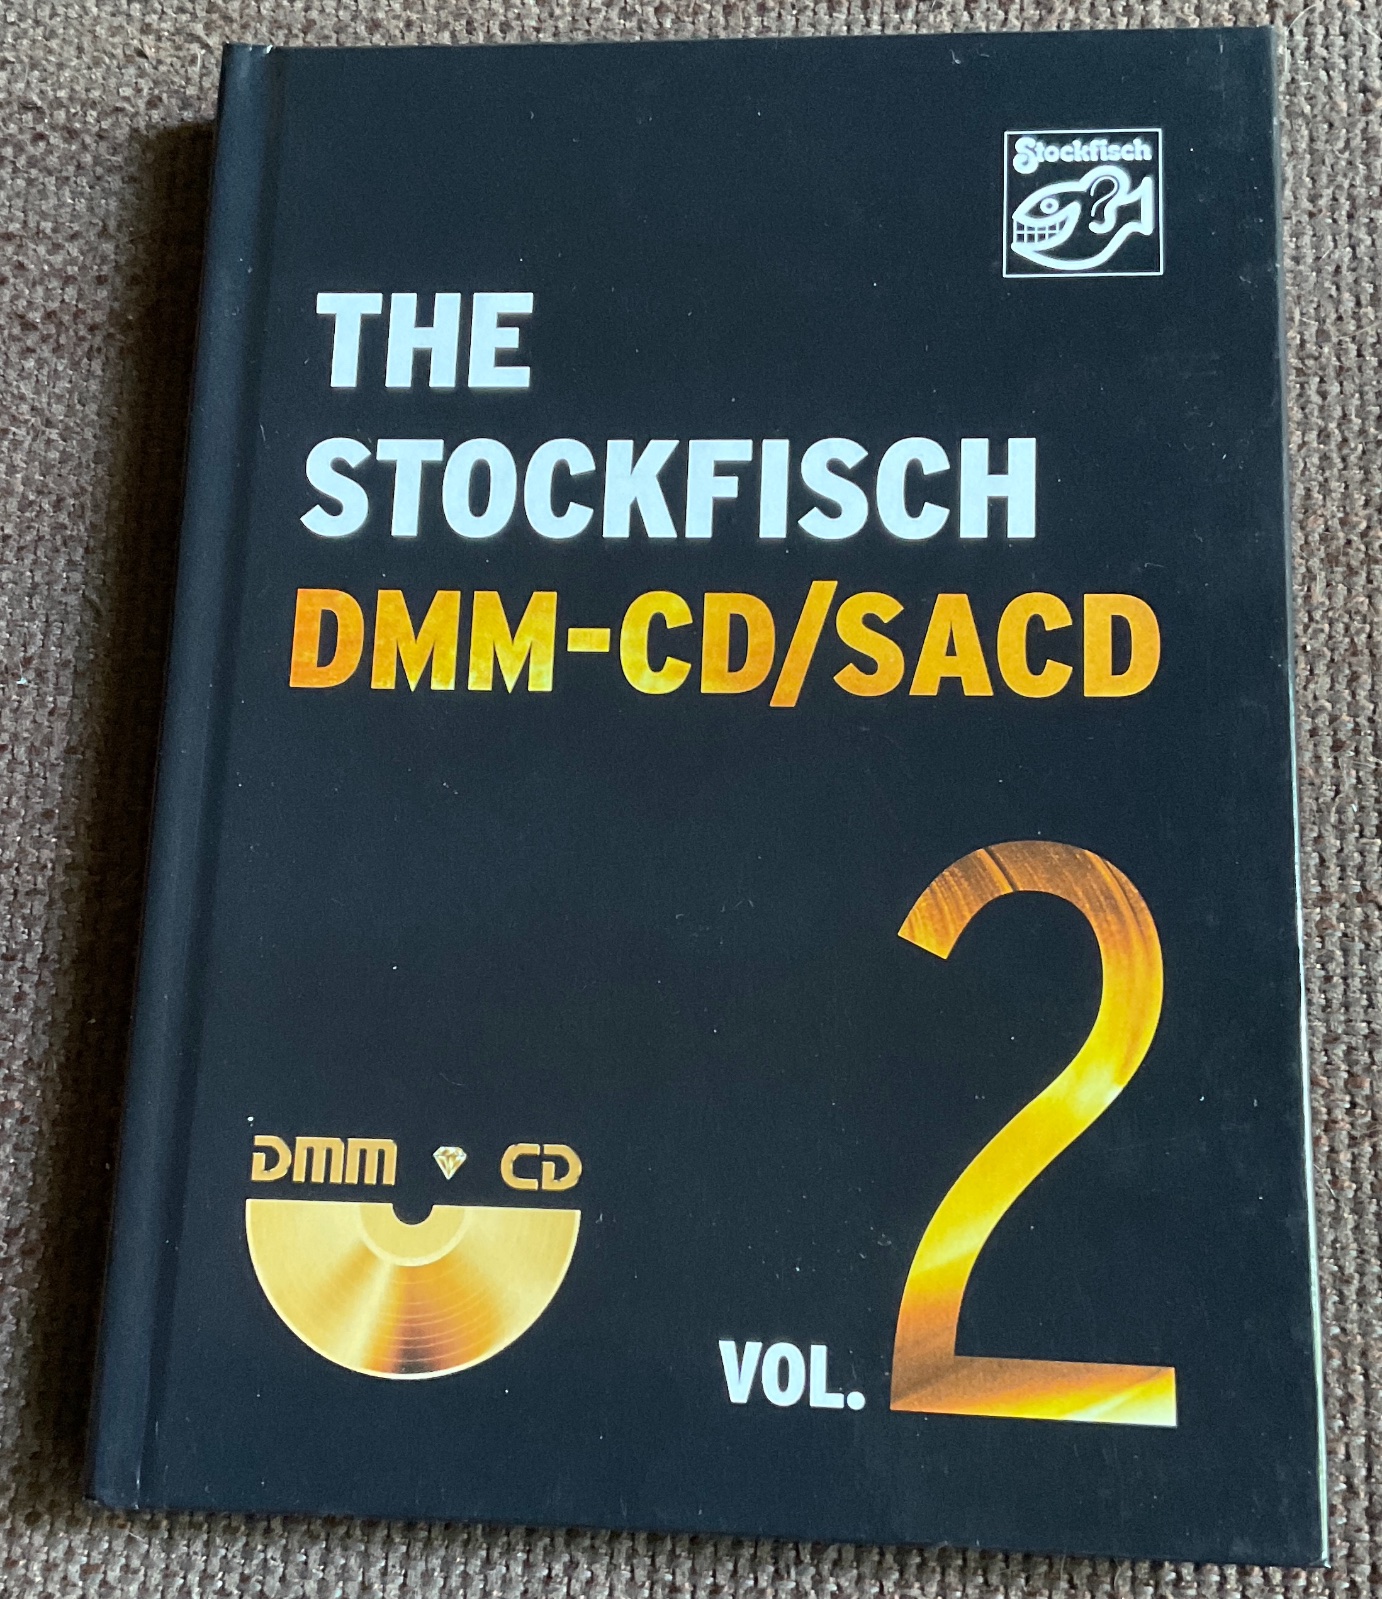 Stockfisch
THE
STOCKFISCH
DMM-CD/SACD
DMM CD
VOL. 2